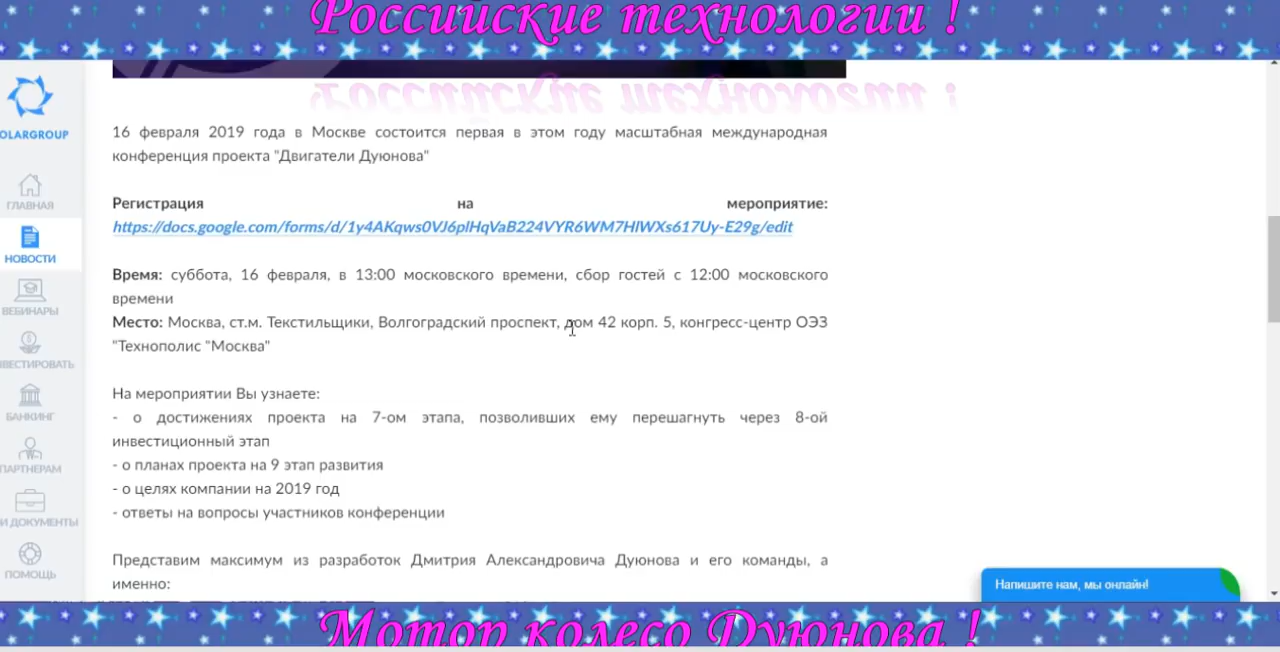 Российские технологии !
OLARGROUP
16 февраля 2019 года в Москве состоится первая в этом году масштабная международная
конференция проекта "Двигатели Дуюнова"
Регистрация на мероприятие:
https://docs.google.com/forms/d/1y4AKqws0VJ6plHqVaB224VYR6WM7HlWXs617Uy-E29g/edit
Время: суббота, 16 февраля, в 13:00 московского времени, сбор гостей с 12:00 московского
времени
Место: Москва, ст.м. Текстильщики, Волгоградский проспект, дом 42 корп. 5, конгресс-центр ОЭЗ
"Технополис "Москва"
На мероприятии Вы узнаете:
- о достижениях проекта на 7-ом этапа, позволивших ему перешагнуть через 8-ой
инвестиционный этап
- о планах проекта на 9 этап развития
- о целях компании на 2019 год
- ответы на вопросы участников конференции
Представим максимум из разработок Дмитрия Александровича Дуюнова и его команды, а
именно:
ГЛАВНАЯ
НОВОСТИ
ВЕБИНАРЫ
НВЕСТИРОВАТЬ
БАНКИНГ
ПАРТНЕРАМ
И ДОКУМЕНТЫ
ПОМОЩЬ
Напишите нам, мы онлайн!
Мотор колесо Дуюнова !